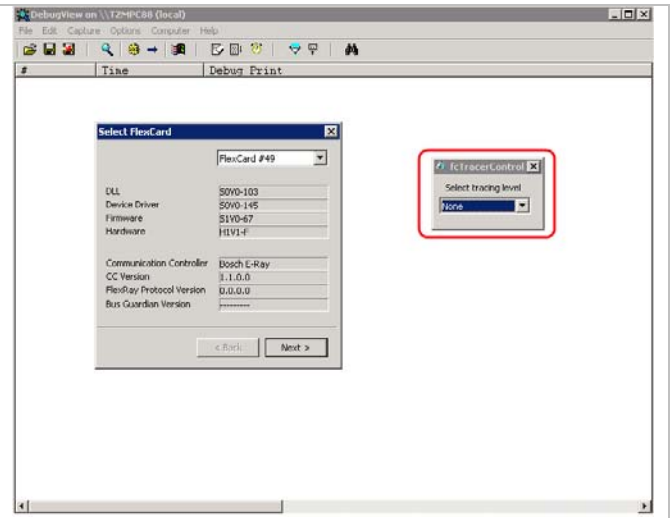 DebugView on \\TZMPC88 (local)
File Edit Capture Options Computer Help
# Time Debug Print
Select FlexCard
FlexCard #49
DLL S0V0-103
Device Driver S0V0-145
Firmware S1V0-67
Hardware H1V1-F
Communication Controller Bosch E-Ray
CC Version 1.1.0.0
FlexRay Protocol Version 0.0.0.0
Bus Guardian Version ---------
< Back Next >
fcTracerControl
Select tracing level
None